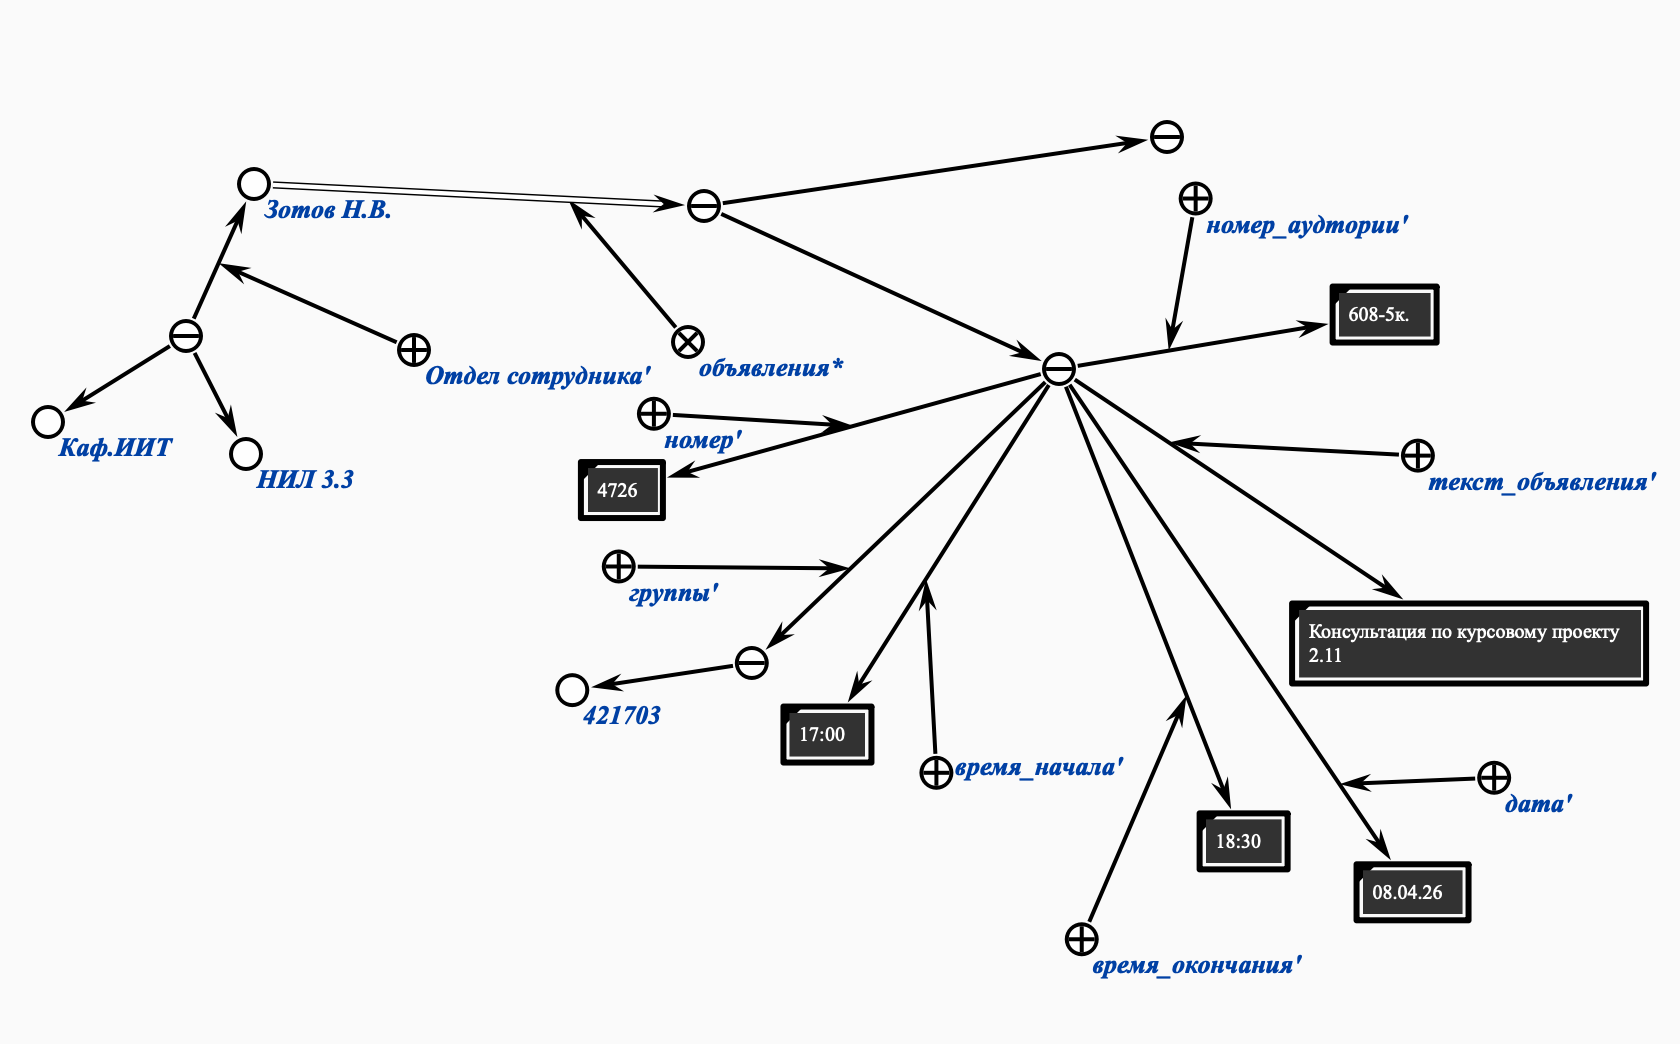 Зотов Н.В.
номер_аудтории'
608-5к.
Отдел сотрудника'
объявления*
Каф.ИИТ
НИЛ 3.3
номер'
4726
текст_объявления'
группы'
Консультация по курсовому проекту
2.11
421703
17:00
время_начала'
дата'
18:30
08.04.26
время_окончания'